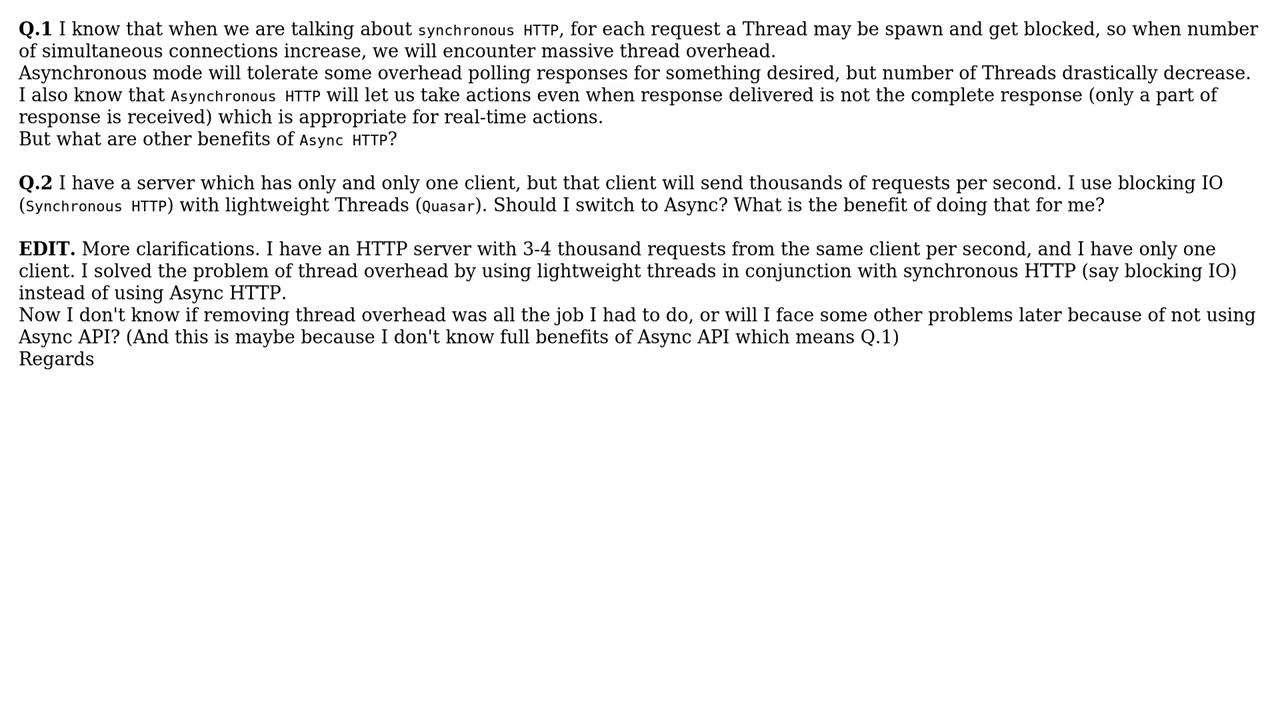 Q.1 I know that when we are talking about synchronous HTTP, for each request a Thread may be spawn and get blocked, so when number
of simultaneous connections increase, we will encounter massive thread overhead.
Asynchronous mode will tolerate some overhead polling responses for something desired, but number of Threads drastically decrease.
I also know that Asynchronous HTTP will let us take actions even when response delivered is not the complete response (only a part of
response is received) which is appropriate for real-time actions.
But what are other benefits of Async HTTP?
Q.2 I have a server which has only and only one client, but that client will send thousands of requests per second. I use blocking IO
(Synchronous HTTP) with lightweight Threads (Quasar). Should I switch to Async? What is the benefit of doing that for me?
EDIT. More clarifications. I have an HTTP server with 3-4 thousand requests from the same client per second, and I have only one
client. I solved the problem of thread overhead by using lightweight threads in conjunction with synchronous HTTP (say blocking IO)
instead of using Async HTTP.
Now I don't know if removing thread overhead was all the job I had to do, or will I face some other problems later because of not using
Async API? (And this is maybe because I don't know full benefits of Async API which means Q.1)
Regards